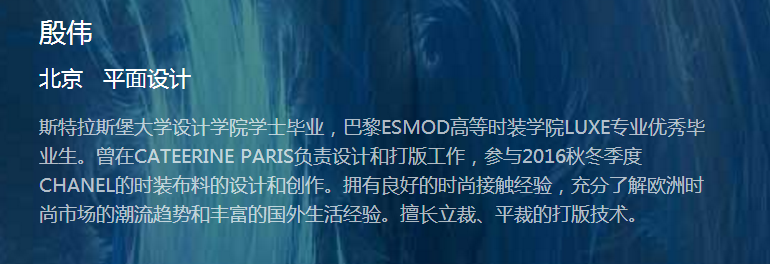 殷伟
北京 平面设计
斯特拉斯堡大学设计学院学士毕业，巴黎ESMOD高等时装学院LUXE专业优秀毕
业生。曾在CATEERINE PARIS负责设计和打版工作，参与2016秋冬季度
CHANEL的时装布料的设计和创作。拥有良好的时尚接触经验，充分了解欧洲时
尚市场的潮流趋势和丰富的国外生活经验。擅长立裁、平裁的打版技术。